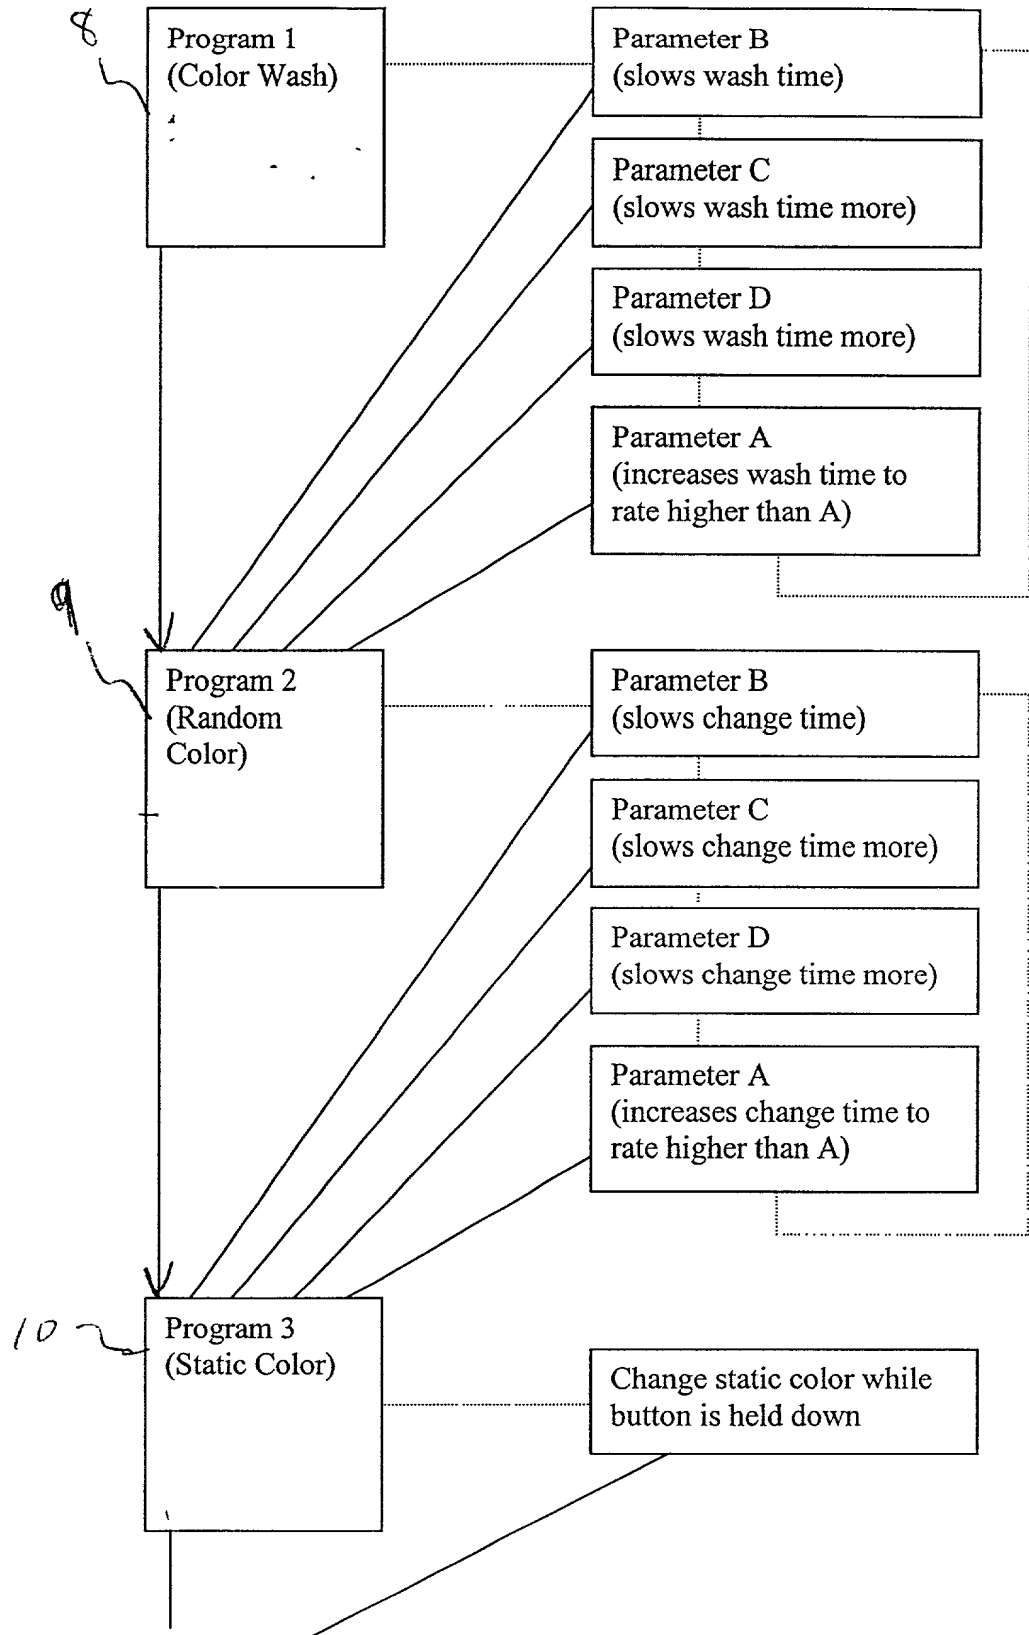 8
Program 1
(Color Wash)
Parameter B
(slows wash time)
Parameter C
(slows wash time more)
Parameter D
(slows wash time more)
Parameter A
(increases wash time to
rate higher than A)
9
Program 2
(Random
Color)
Parameter B
(slows change time)
Parameter C
(slows change time more)
Parameter D
(slows change time more)
Parameter A
(increases change time to
rate higher than A)
10
Program 3
(Static Color)
Change static color while
button is held down